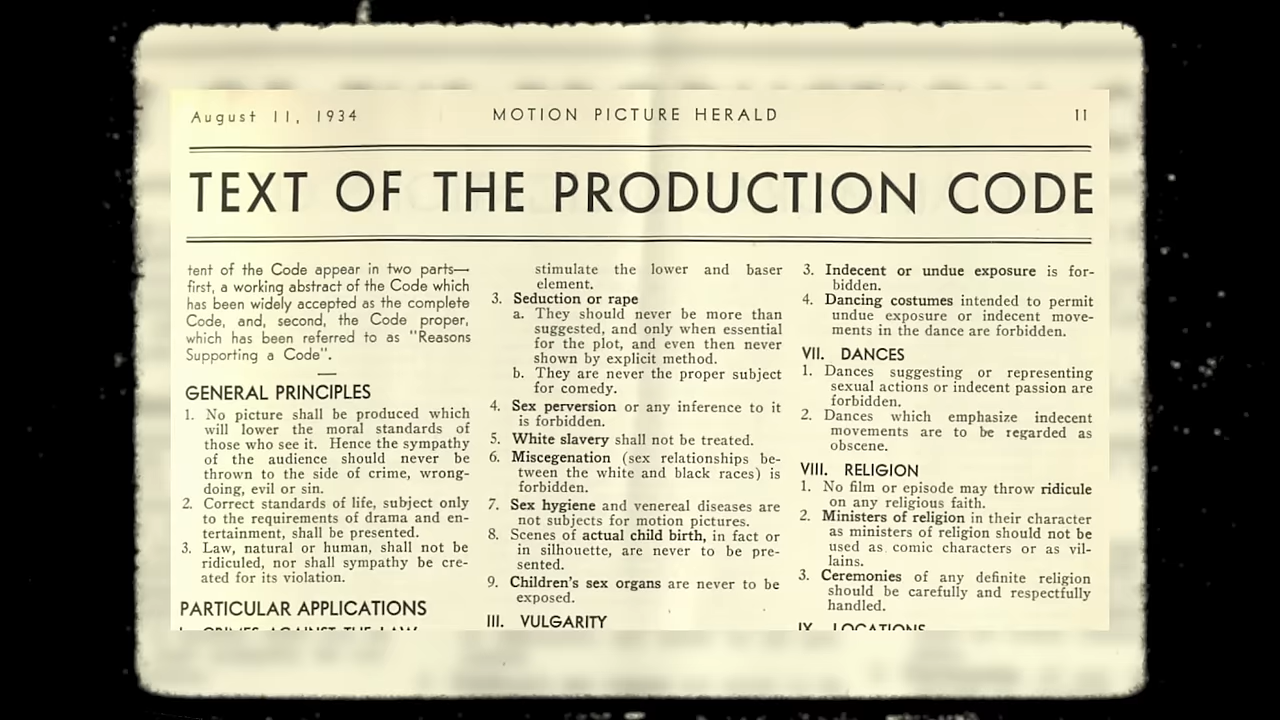 August 11, 1934 MOTION PICTURE HERALD 11
TEXT OF THE PRODUCTION CODE
tent of the Code appear in two parts—
first, a working abstract of the Code which
has been widely accepted as the complete
Code, and, second, the Code proper,
which has been referred to as "Reasons
Supporting a Code".
GENERAL PRINCIPLES
1. No picture shall be produced which
will lower the moral standards of
those who see it. Hence the sympathy
of the audience should never be
thrown to the side of crime, wrong-
doing, evil or sin.
2. Correct standards of life, subject only
to the requirements of drama and en-
tertainment, shall be presented.
3. Law, natural or human, shall not be
ridiculed, nor shall sympathy be cre-
ated for its violation.
PARTICULAR APPLICATIONS
I. CRIMES AGAINST THE LAW
stimulate the lower and baser
element.
3. Seduction or rape
a. They should never be more than
suggested, and only when essential
for the plot, and even then never
shown by explicit method.
b. They are never the proper subject
for comedy.
4. Sex perversion or any inference to it
is forbidden.
5. White slavery shall not be treated.
6. Miscegenation (sex relationships be-
tween the white and black races) is
forbidden.
7. Sex hygiene and venereal diseases are
not subjects for motion pictures.
8. Scenes of actual child birth, in fact or
in silhouette, are never to be pre-
sented.
9. Children's sex organs are never to be
exposed.
III. VULGARITY
3. Indecent or undue exposure is for-
bidden.
4. Dancing costumes intended to permit
undue exposure or indecent move-
ments in the dance are forbidden.
VII. DANCES
1. Dances suggesting or representing
sexual actions or indecent passion are
forbidden.
2. Dances which emphasize indecent
movements are to be regarded as
obscene.
VIII. RELIGION
1. No film or episode may throw ridicule
on any religious faith.
2. Ministers of religion in their character
as ministers of religion should not be
used as comic characters or as vil-
lains.
3. Ceremonies of any definite religion
should be carefully and respectfully
handled.
IX. LOCATIONS